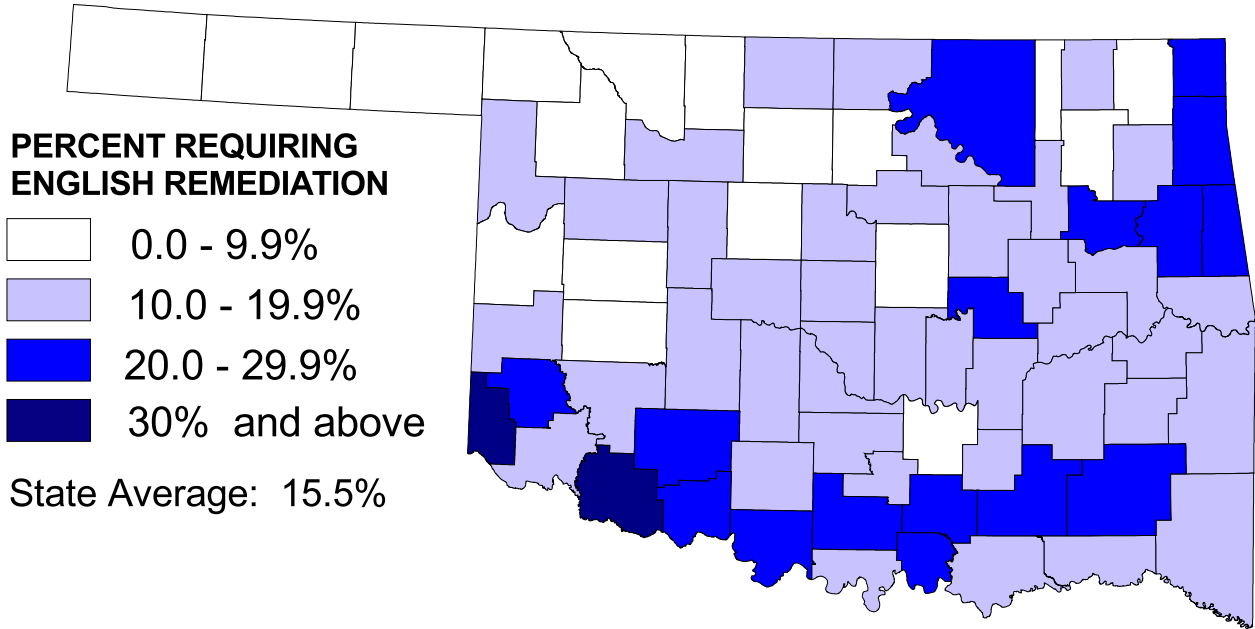 PERCENT REQUIRING
ENGLISH REMEDIATION
0.0 - 9.9%
10.0 - 19.9%
20.0 - 29.9%
30% and above
State Average: 15.5%